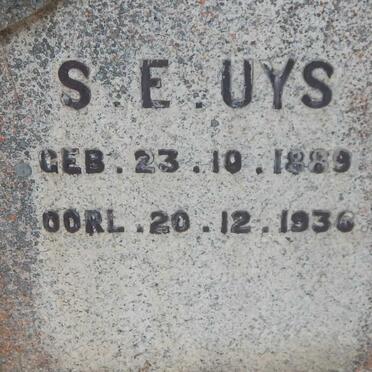 S E . UYS
GEB . 23 . 10 . 1889
OORL . 20 . 12 . 1936